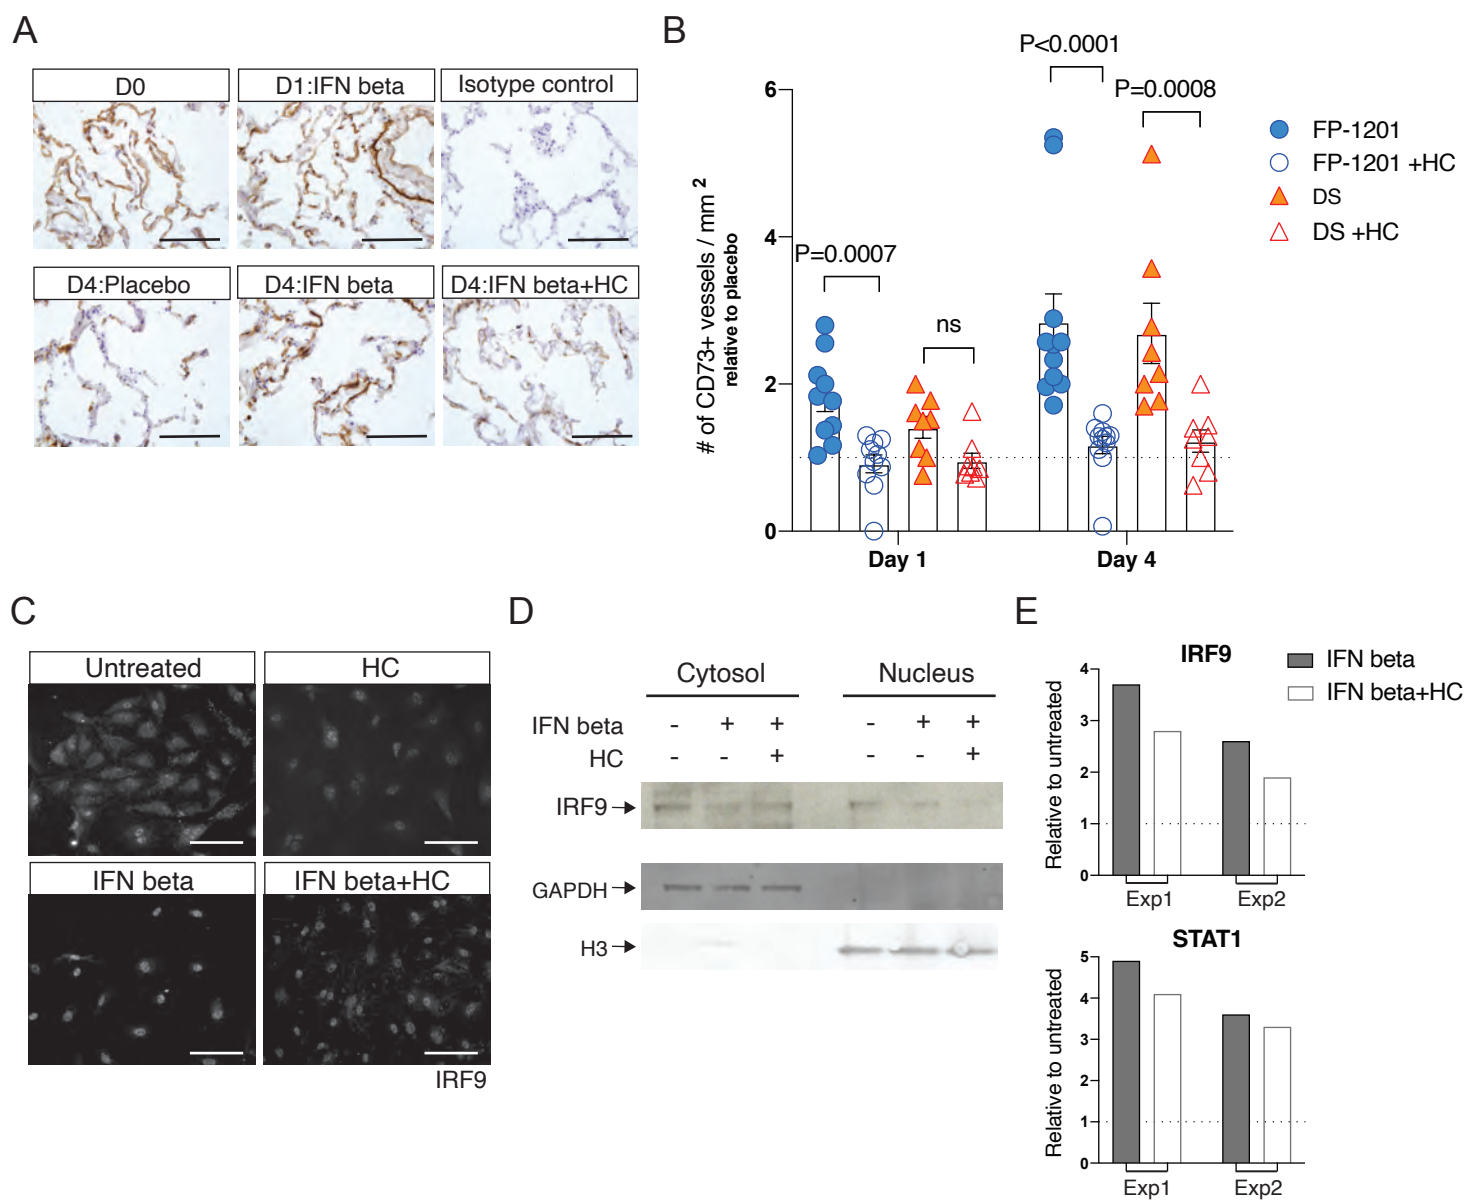 A
D0
D1:IFN beta
Isotype control
D4:Placebo
D4:IFN beta
D4:IFN beta+HC
B
# of CD73+ vessels / mm 2
relative to placebo
6
4
2
0
P=0.0007
ns
P<0.0001
P=0.0008
Day 1
Day 4
FP-1201
FP-1201 +HC
DS
DS +HC
C
Untreated
HC
IFN beta
IFN beta+HC
IRF9
D
Cytosol
Nucleus
IFN beta - + + - + +
HC - - + - - +
IRF9
GAPDH
H3
E
IRF9
IFN beta
IFN beta+HC
Relative to untreated
4
3
2
1
0
Exp1
Exp2
STAT1
Relative to untreated
5
4
3
2
1
0
Exp1
Exp2